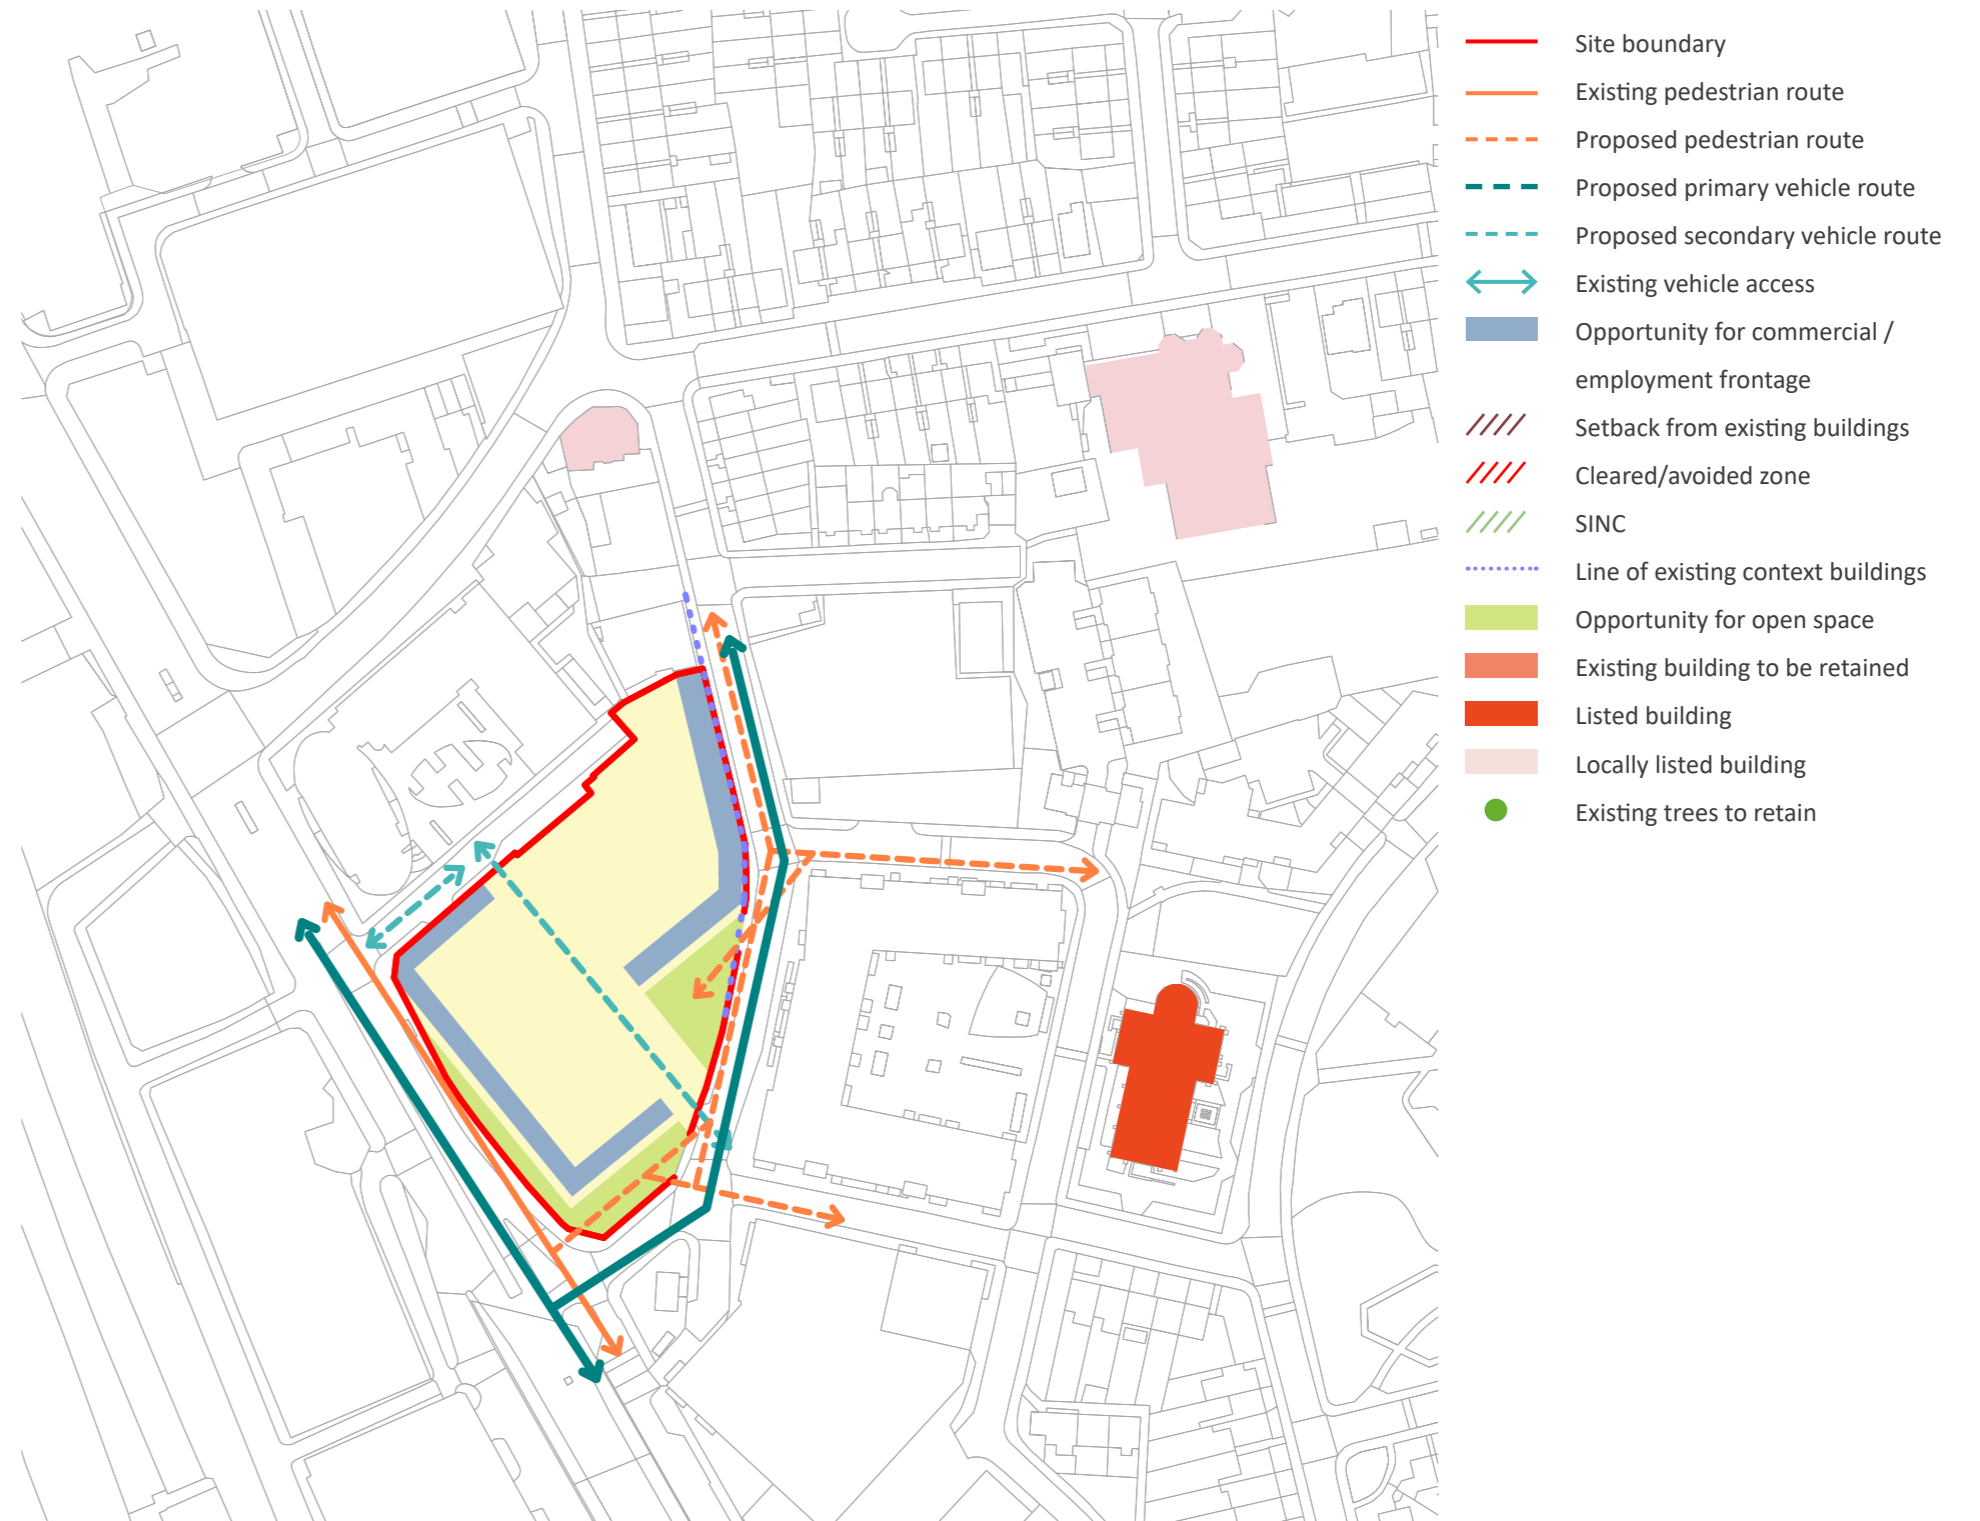 Site boundary
Existing pedestrian route
Proposed pedestrian route
Proposed primary vehicle route
Proposed secondary vehicle route
Existing vehicle access
Opportunity for commercial /
employment frontage
Setback from existing buildings
Cleared/avoided zone
SINC
Line of existing context buildings
Opportunity for open space
Existing building to be retained
Listed building
Locally listed building
Existing trees to retain